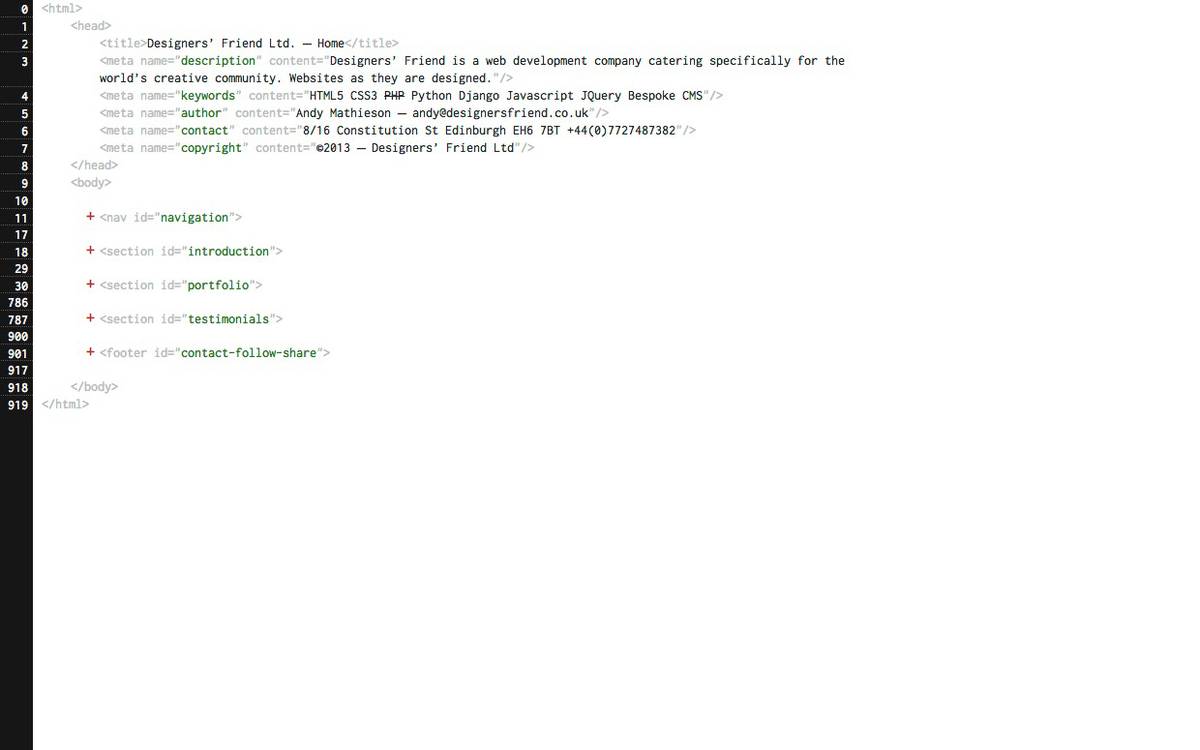 0 <html>
1 <head>
2 <title>Designers’ Friend Ltd. — Home</title>
3 <meta name="description" content="Designers’ Friend is a web development company catering specifically for the
world’s creative community. Websites as they are designed."/>
4 <meta name="keywords" content="HTML5 CSS3 PHP Python Django Javascript JQuery Bespoke CMS"/>
5 <meta name="author" content="Andy Mathieson — andy@designersfriend.co.uk"/>
6 <meta name="contact" content="8/16 Constitution St Edinburgh EH6 7BT +44(0)7727487382"/>
7 <meta name="copyright" content="©2013 — Designers’ Friend Ltd"/>
8 </head>
9 <body>
10
11 + <nav id="navigation">
17
18 + <section id="introduction">
29
30 + <section id="portfolio">
786
787 + <section id="testimonials">
900
901 + <footer id="contact-follow-share">
917
918 </body>
919 </html>